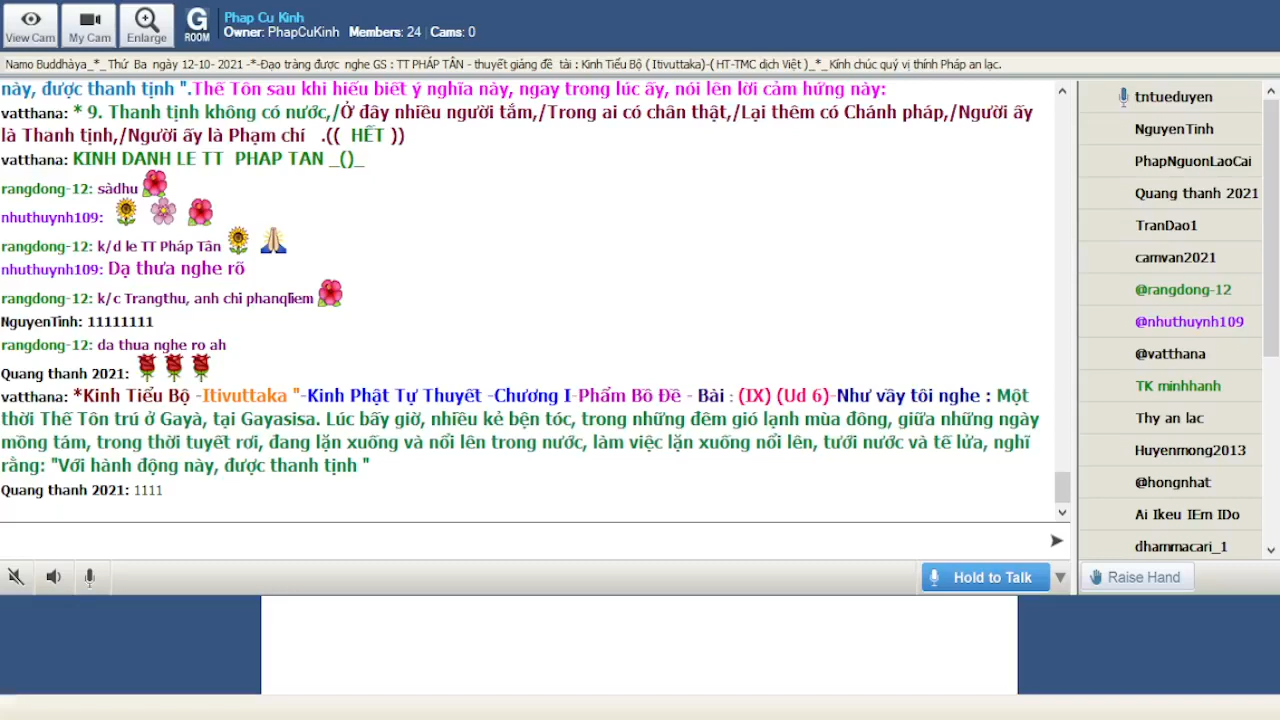 View Cam
My Cam
Enlarge
G
ROOM
Phap Cu Kinh
Owner: PhapCuKinh Members: 24 Cams: 0
Namo Buddhàya_*_ Thứ Ba ngày 12-10- 2021 -*-Đạo tràng được nghe GS : TT PHÁP TÂN - thuyết giảng đề tài : Kinh Tiểu Bộ ( Itivuttaka)-( HT-TMC dịch Việt )_*_ Kính chúc quý vị thính Pháp an lạc.
này, được thanh tịnh ".Thế Tôn sau khi hiểu biết ý nghĩa này, ngay trong lúc ấy, nói lên lời cảm hứng này:
vatthana: * 9. Thanh tịnh không có nước,/Ở đây nhiều người tắm,/Trong ai có chân thật,/Lại thêm có Chánh pháp,/Người ấy
là Thanh tịnh,/Người ấy là Phạm chí .(( HẾT ))
vatthana: KINH DANH LE TT PHAP TAN _()_
rangdong-12: sàdhu
nhuthuynh109:
rangdong-12: k/d le TT Pháp Tân
nhuthuynh109: Dạ thưa nghe rõ
rangdong-12: k/c Trangthu, anh chi phanqliem
NguyenTinh: 11111111
rangdong-12: da thua nghe ro ah
Quang thanh 2021:
vatthana: *Kinh Tiểu Bộ -Itivuttaka "-Kinh Phật Tự Thuyết -Chương I-Phẩm Bồ Đề - Bài : (IX) (Ud 6)-Như vầy tôi nghe : Một
thời Thế Tôn trú ở Gayà, tại Gayasisa. Lúc bấy giờ, nhiều kẻ bện tóc, trong những đêm gió lạnh mùa đông, giữa những ngày
mồng tám, trong thời tuyết rơi, đang lặn xuống và nổi lên trong nước, làm việc lặn xuống nổi lên, tưới nước và tế lửa, nghĩ
rằng: "Với hành động này, được thanh tịnh "
Quang thanh 2021: 1111
Hold to Talk
tntueduyen
NguyenTinh
PhapNguonLaoCai
Quang thanh 2021
TranDao1
camvan2021
@rangdong-12
@nhuthuynh109
@vatthana
TK minhhanh
Thy an lac
Huyenmong2013
@hongnhat
Ai Ikeu IEm IDo
dhammacari_1
Raise Hand